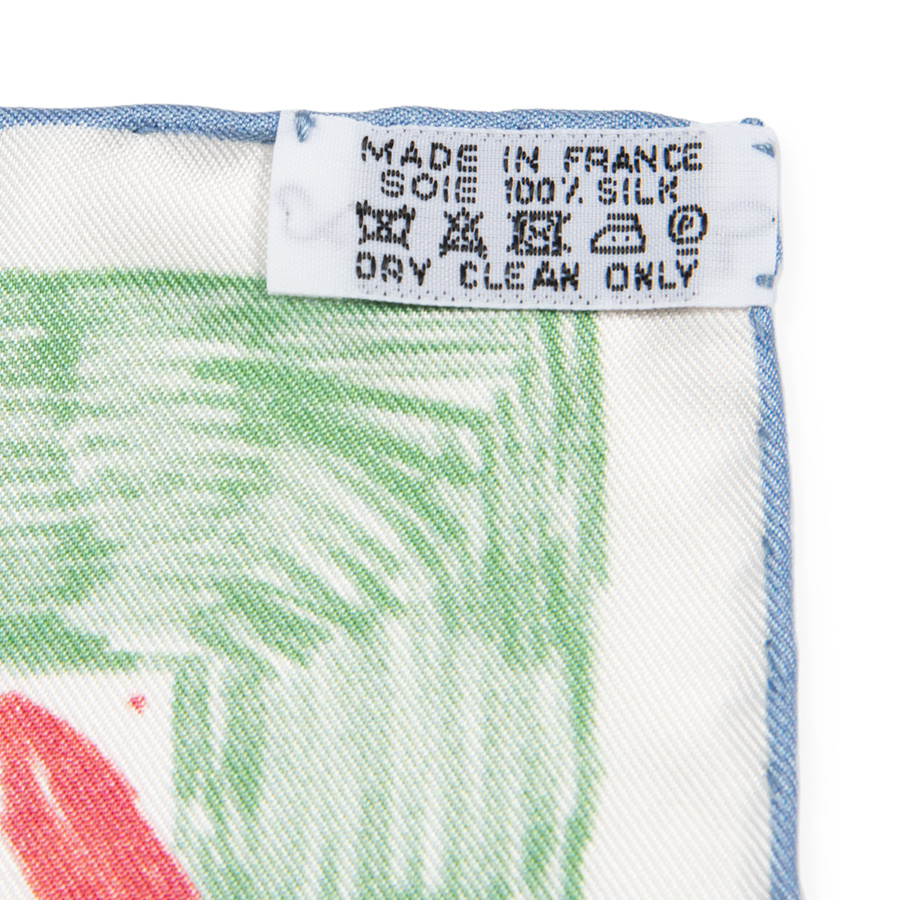 MADE IN FRANCE
SOIE 100% SILK
P
DRY CLEAN ONLY